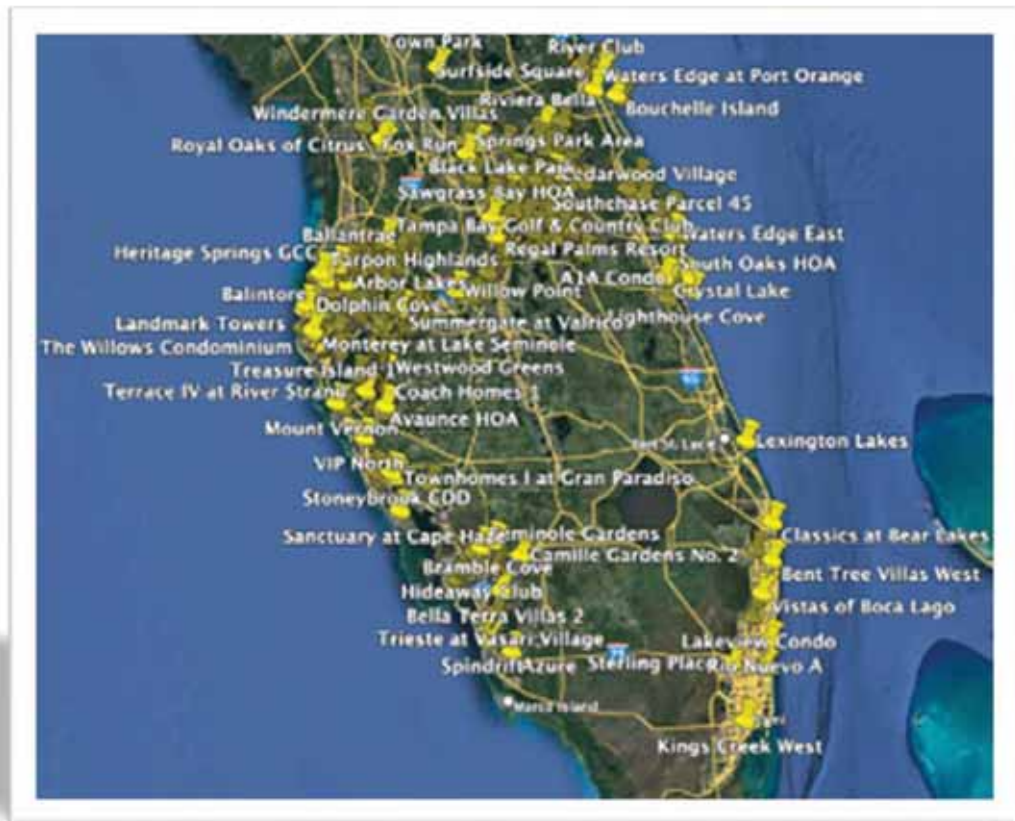 Town Park
River Club
Surfside Square
Waters Edge at Port Orange
Riviera Bella
Bouchelle Island
Windermere Garden Villas
Royal Oaks of Citrus
Fox Run
Springs Park Area
Black Lake Park
Cedarwood Village
Sawgrass Bay HOA
Southchase Parcel 45
Tampa Bay Golf & Country Club
Ballantrae
Waters Edge East
Heritage Springs GCC
Regal Palms Resort
Tarpon Highlands
South Oaks HOA
A1A Condo
Arbor Lakes
Willow Point
Crystal Lake
Balintore
Dolphin Cove
Lighthouse Cove
Landmark Towers
Summergate at Valrico
The Willows Condominium
Monterey at Lake Seminole
Treasure Island 1
Westwood Greens
Terrace IV at River Strand
Coach Homes 1
Avaunce HOA
Mount Vernon
Port St. Lucie
Lexington Lakes
VIP North
Townhomes I at Gran Paradiso
Stoneybrook CDD
Sanctuary at Cape Haze
Seminole Gardens
Classics at Bear Lakes
Camille Gardens No. 2
Bramble Cove
Bent Tree Villas West
Hideaway Club
Vistas of Boca Lago
Bella Terra Villas 2
Trieste at Vasari Village
Lakeview Condo
75
Spindrift
Azure
Sterling Place
Rio Nuevo A
Marco Island
Kings Creek West